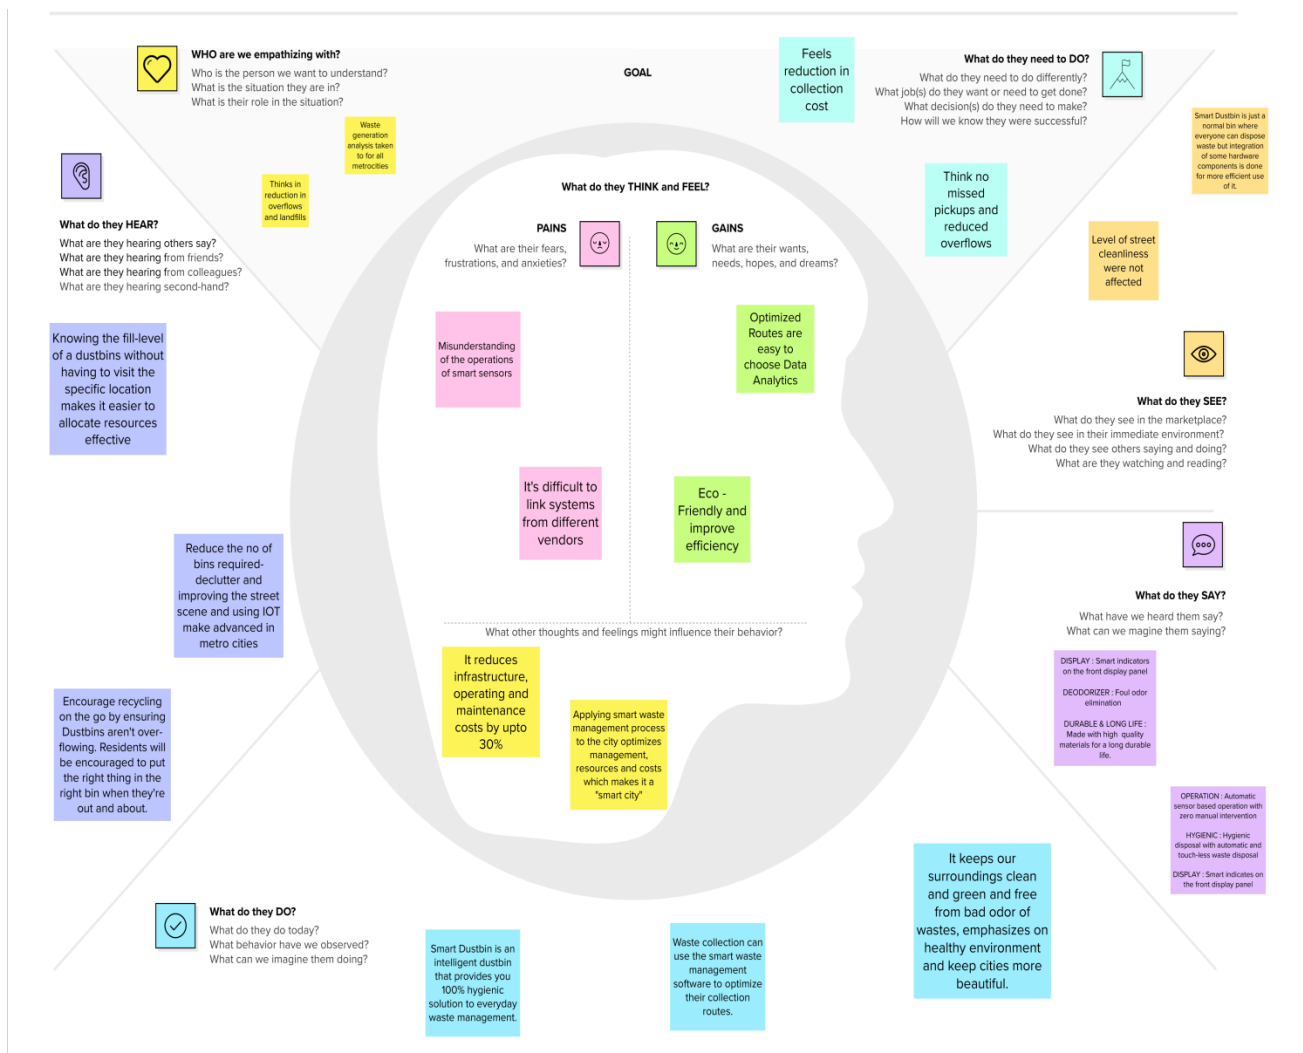 WHO are we empathizing with?
Who is the person we want to understand?
What is the situation they are in?
What is their role in the situation?
Waste
generation
analysis taken
to for all
metrocities
Thinks in
reduction in
overflows
and landfills
GOAL
Feels
reduction in
collection
cost
What do they need to DO?
What do they need to do differently?
What job(s) do they want or need to get done?
What decision(s) do they need to make?
How will we know they were successful?
Think no
missed
pickups and
reduced
overflows
Smart Dustbin is just a
normal bin where
everyone can dispose
waste but integration
of some hardware
components is done
for more efficient use
of it.
Level of street
cleanliness
were not
affected
What do they SEE?
What do they see in the marketplace?
What do they see in their immediate environment?
What do they see others saying and doing?
What are they watching and reading?
What do they HEAR?
What are they hearing others say?
What are they hearing from friends?
What are they hearing from colleagues?
What are they hearing second-hand?
Knowing the fill-level
of a dustbins without
having to visit the
specific location
makes it easier to
allocate resources
effective
Reduce the no of
bins required-
declutter and
improving the street
scene and using IOT
make advanced in
metro cities
Encourage recycling
on the go by ensuring
Dustbins aren't over-
flowing. Residents will
be encouraged to put
the right thing in the
right bin when they're
out and about.
What do they THINK and FEEL?
PAINS
What are their fears,
frustrations, and anxieties?
GAINS
What are their wants,
needs, hopes, and dreams?
Misunderstanding
of the operations
of smart sensors
It's difficult to
link systems
from different
vendors
Optimized
Routes are
easy to
choose Data
Analytics
Eco -
Friendly and
improve
efficiency
What other thoughts and feelings might influence their behavior?
It reduces
infrastructure,
operating and
maintenance
costs by upto
30%
Applying smart waste
management process
to the city optimizes
management,
resources and costs
which makes it a
"smart city"
What do they SAY?
What have we heard them say?
What can we magine them saying?
DISPLAY : Smart indicators
on the front display panel
DEODORIZER : Foul odor
elimination
DURABLE & LONG LIFE :
Made with high quality
materials for a long durable
life.
OPERATION : Automatic
sensor based operation with
zero manual intervention
HYGIENIC : Hygienic
disposal with automatic and
touch-less waste disposal
DISPLAY : Smart indicates on
the front display panel
What do they DO?
What do they do today?
What behavior have we observed?
What can we imagine them doing?
Smart Dustbin is an
intelligent dustbin
that provides you
100% hygienic
solution to everyday
waste management.
Waste collection can
use the smart waste
management
software to optimize
their collection
routes.
It keeps our
surroundings clean
and green and free
from bad odor of
wastes, emphasizes on
healthy environment
and keep cities more
beautiful.